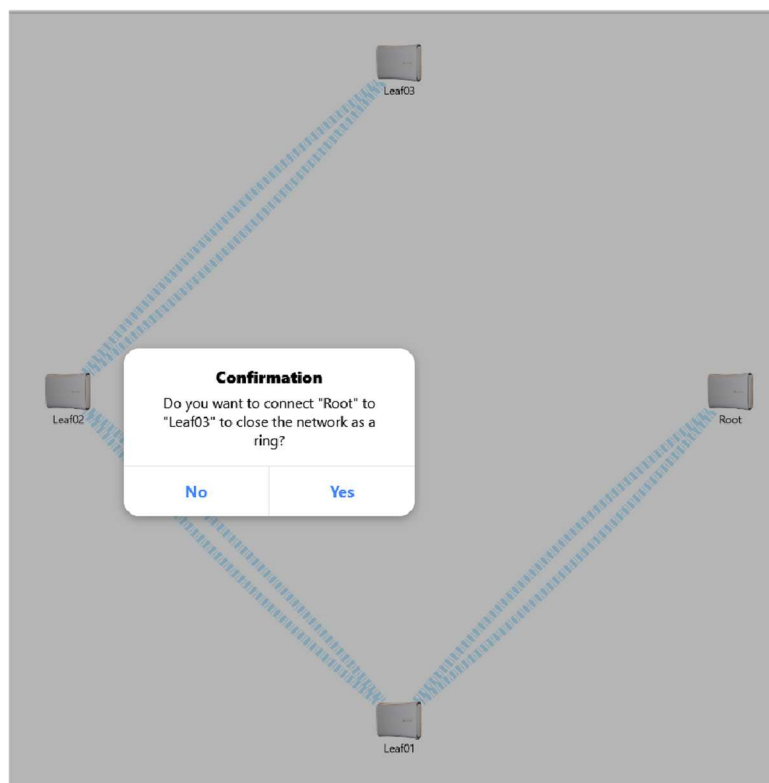 Leaf03
Confirmation
Do you want to connect "Root" to
"Leaf03" to close the network as a
ring?
No Yes
Leaf02
Root
Leaf01